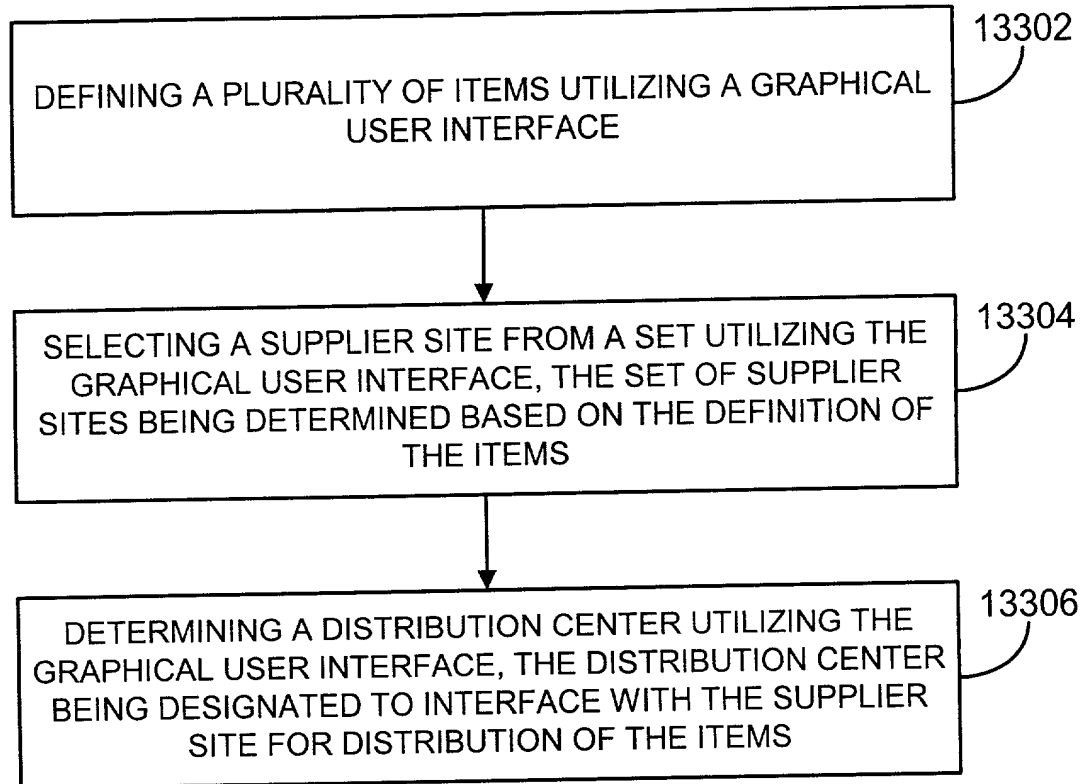 13302
DEFINING A PLURALITY OF ITEMS UTILIZING A GRAPHICAL
USER INTERFACE
13304
SELECTING A SUPPLIER SITE FROM A SET UTILIZING THE
GRAPHICAL USER INTERFACE, THE SET OF SUPPLIER
SITES BEING DETERMINED BASED ON THE DEFINITION OF
THE ITEMS
13306
DETERMINING A DISTRIBUTION CENTER UTILIZING THE
GRAPHICAL USER INTERFACE, THE DISTRIBUTION CENTER
BEING DESIGNATED TO INTERFACE WITH THE SUPPLIER
SITE FOR DISTRIBUTION OF THE ITEMS